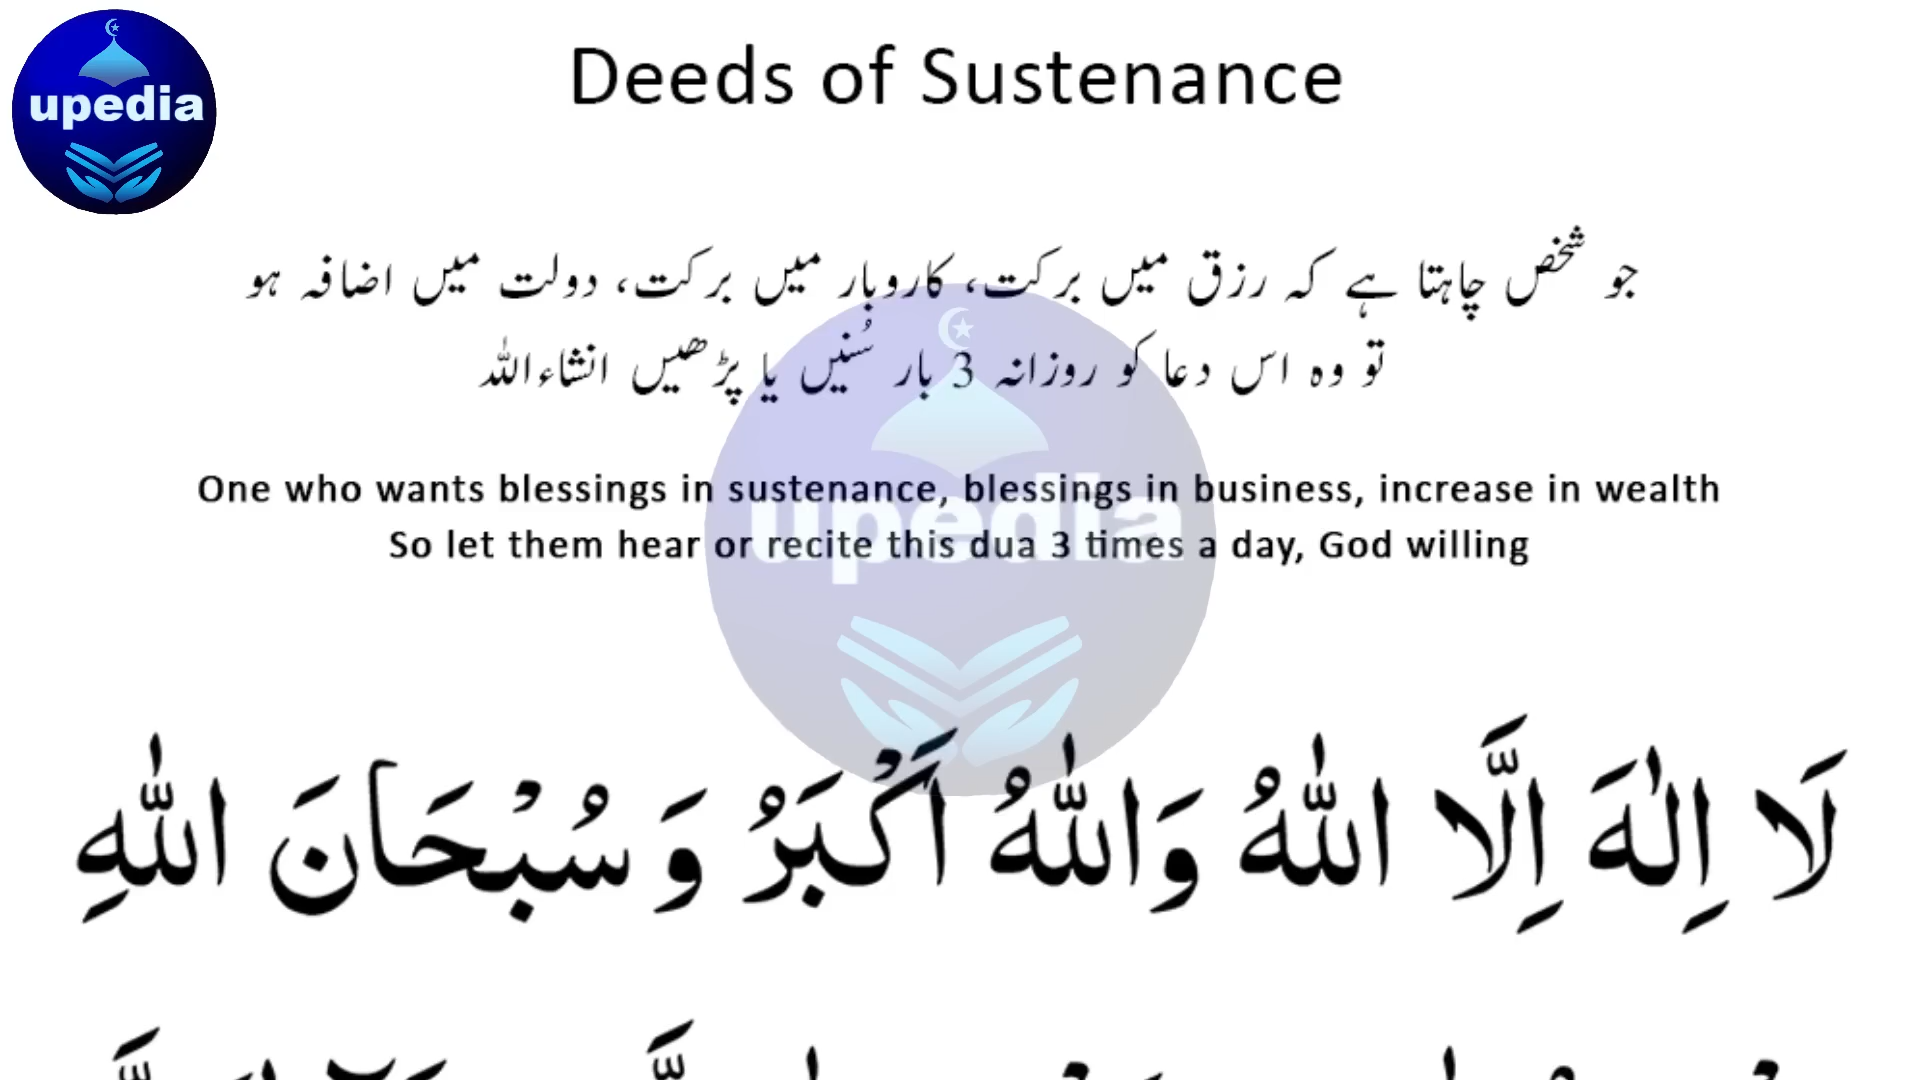 upedia
Deeds of Sustenance
جو شخص چاہتا ہے کہ رزق میں برکت، کاروبار میں برکت، دولت میں اضافہ ہو
تو وہ اس دعا کو روزانہ 3 بار سُنیں یا پڑھیں انشاءاللہ
One who wants blessings in sustenance, blessings in business, increase in wealth
upedia
So let them hear or recite this dua 3 times a day, God willing
لَا اِلٰهَ اِلَّا اللّٰهُ وَاللّٰهُ اَكْبَرُ وَسُبْحَانَ اللّٰهِ